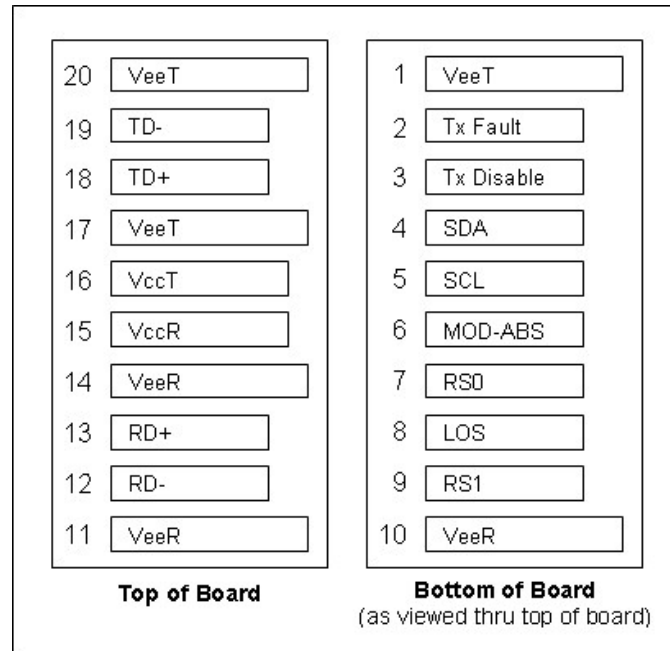 20 VeeT
19 TD-
18 TD+
17 VeeT
16 VccT
15 VccR
14 VeeR
13 RD+
12 RD-
11 VeeR
Top of Board
1 VeeT
2 Tx Fault
3 Tx Disable
4 SDA
5 SCL
6 MOD-ABS
7 RS0
8 LOS
9 RS1
10 VeeR
Bottom of Board
(as viewed thru top of board)